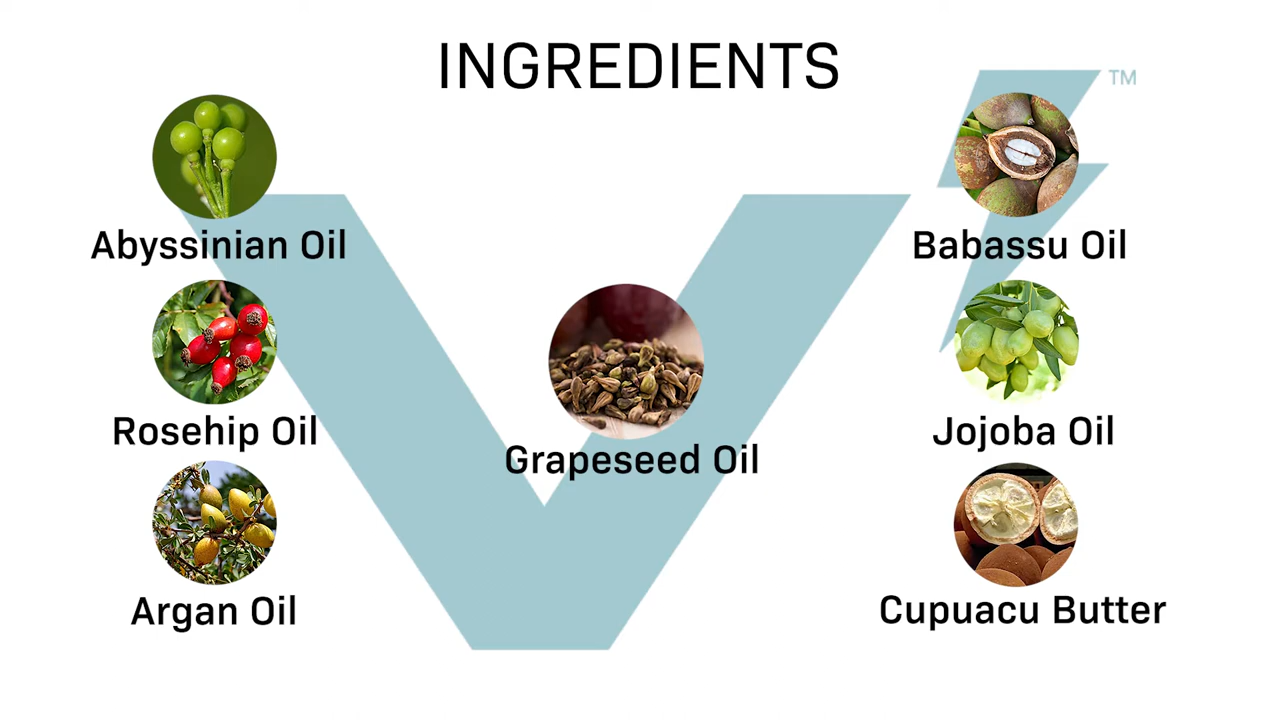 INGREDIENTS
TM
Abyssinian Oil
Babassu Oil
Rosehip Oil
Grapeseed Oil
Jojoba Oil
Argan Oil
Cupuacu Butter